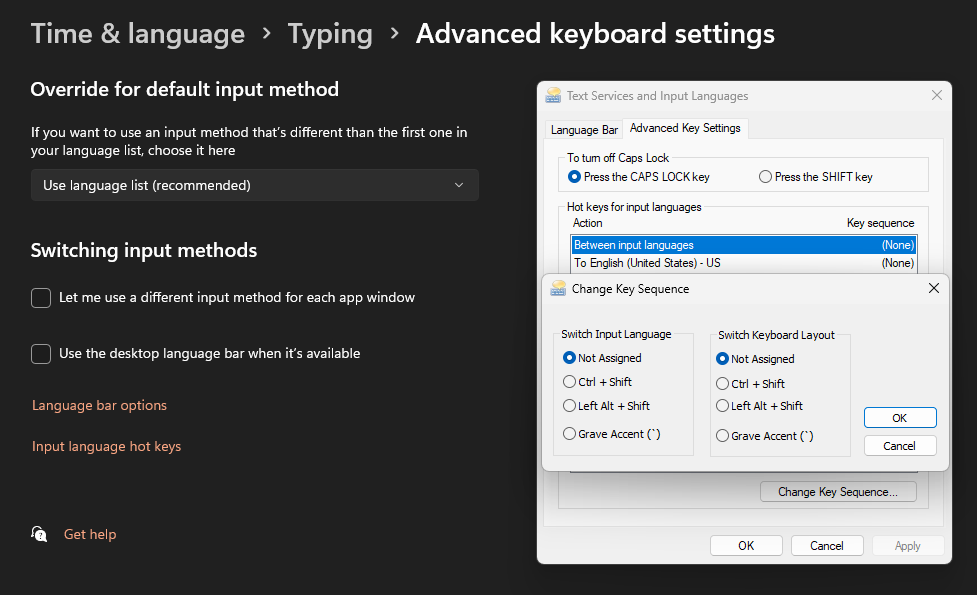 Time & language > Typing > Advanced keyboard settings
Override for default input method
If you want to use an input method that's different than the first one in
your language list, choose it here
Use language list (recommended)
Switching input methods
Let me use a different input method for each app window
Use the desktop language bar when it's available
Language bar options
Input language hot keys
Get help
Text Services and Input Languages
Language Bar Advanced Key Settings
To turn off Caps Lock
Press the CAPS LOCK key Press the SHIFT key
Hot keys for input languages
Action Key sequence
Between input languages (None)
To English (United States) - US (None)
Change Key Sequence
Switch Input Language
Not Assigned
Ctrl + Shift
Left Alt + Shift
Grave Accent (`)
Switch Keyboard Layout
Not Assigned
Ctrl + Shift
Left Alt + Shift
Grave Accent (`)
OK
Cancel
Change Key Sequence...
OK Cancel Apply